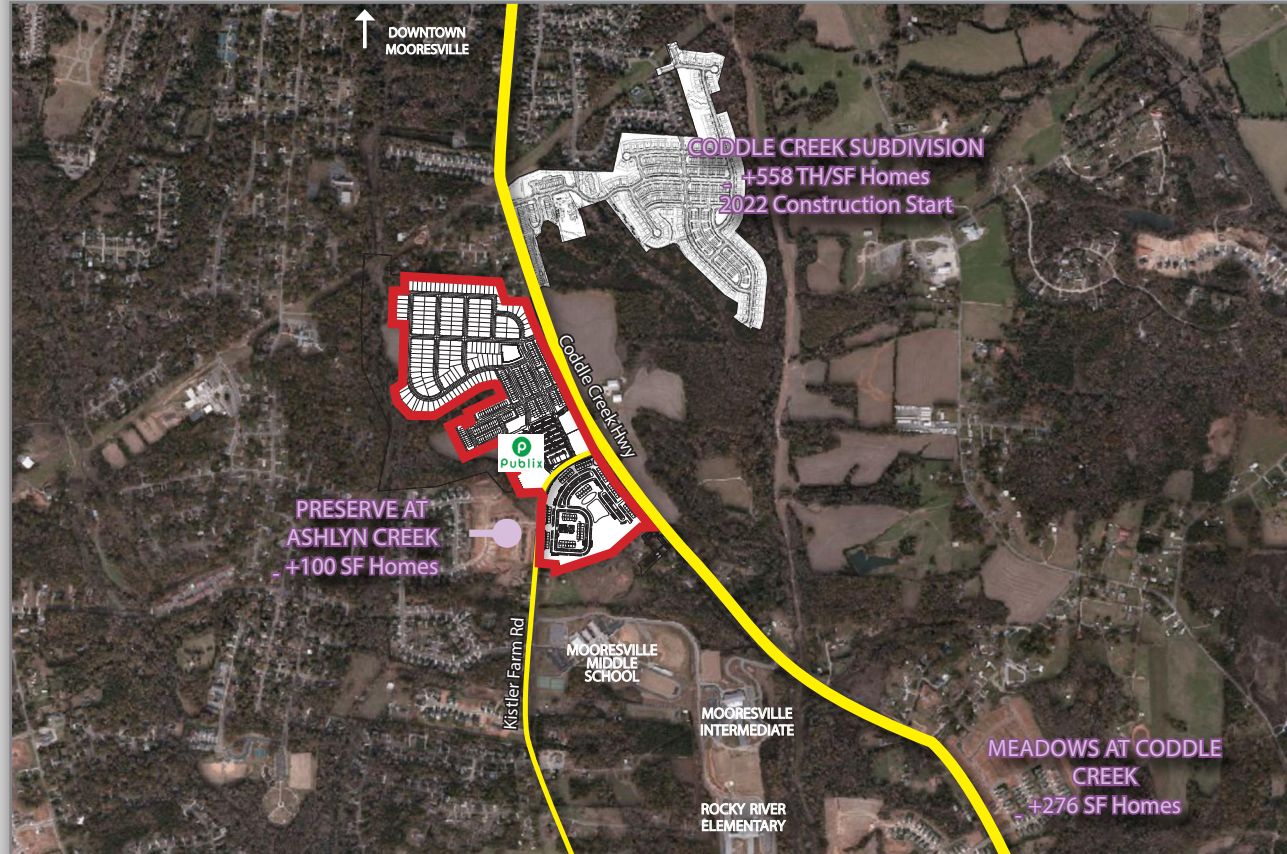 DOWNTOWN
MOORESVILLE
CODDLE CREEK SUBDIVISION
- +558 TH/SF Homes
2022 Construction Start
Coddle Creek Hwy
P
Publix
PRESERVE AT
ASHLYN CREEK
- +100 SF Homes
Kistler Farm Rd
MOORESVILLE
MIDDLE
SCHOOL
MOORESVILLE
INTERMEDIATE
MEADOWS AT CODDLE
CREEK
- +276 SF Homes
ROCKY RIVER
ELEMENTARY